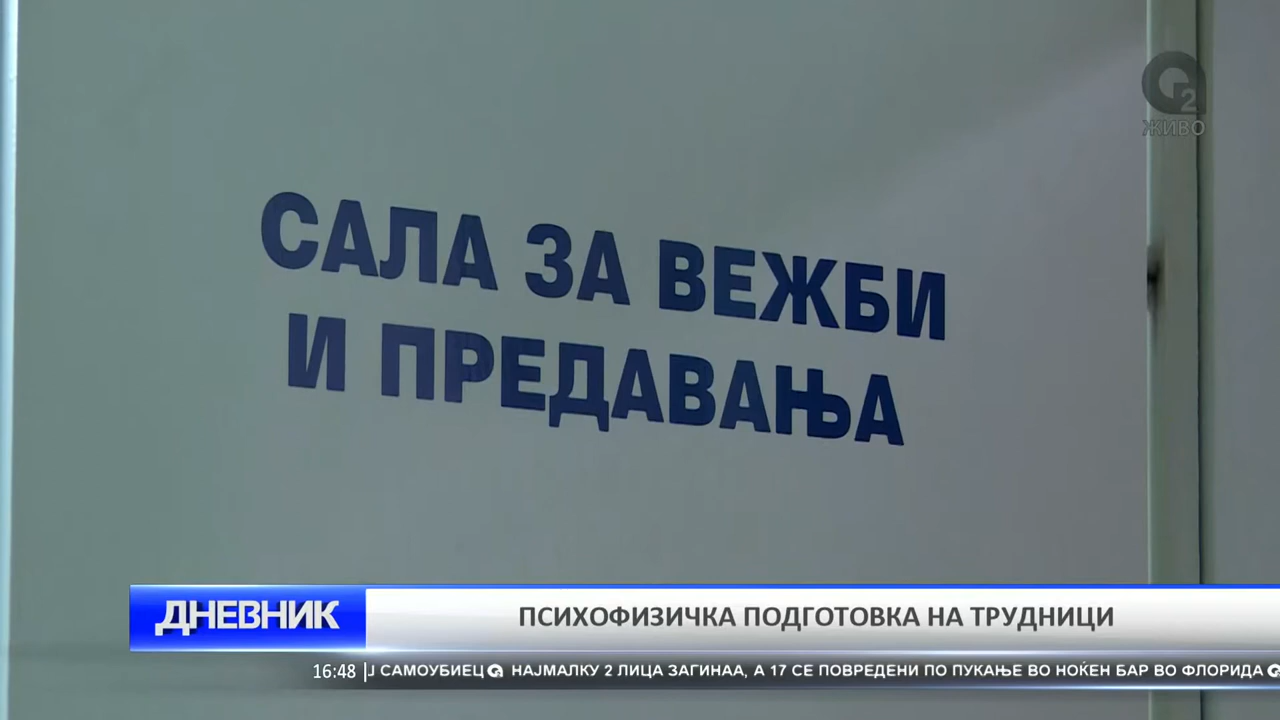 2
ЖИВО
САЛА ЗА ВЕЖБИ
И ПРЕДАВАЊА
ДНЕВНИК
ПСИХОФИЗИЧКА ПОДГОТОВКА НА ТРУДНИЦИ
16:48
САМОУБИЕЦ НАЈМАЛКУ 2 ЛИЦА ЗАГИНАА, А 17 СЕ ПОВРЕДЕНИ ПО ПУКАЊЕ ВО НОЌЕН БАР ВО ФЛОРИДА